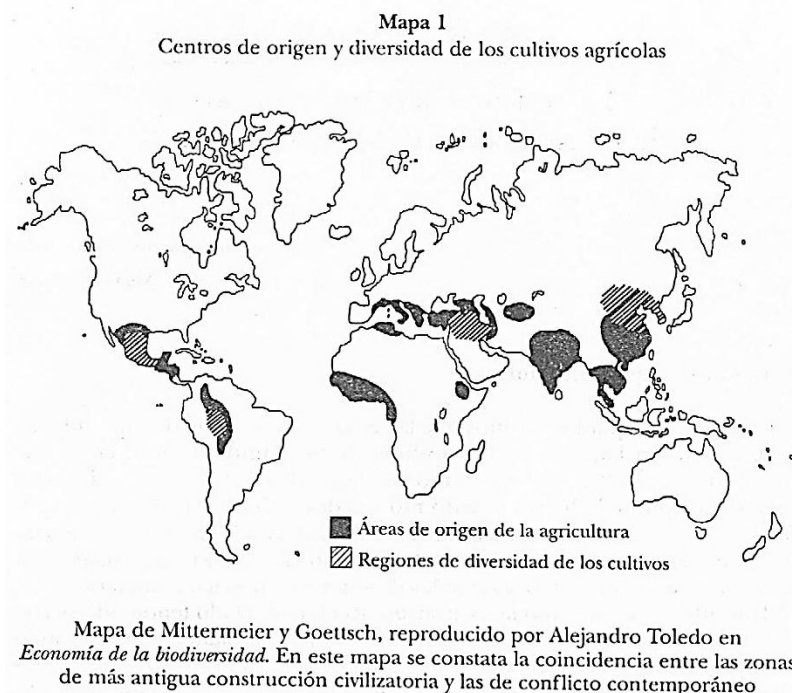 Mapa 1
Centros de origen y diversidad de los cultivos agrícolas
Áreas de origen de la agricultura
Regiones de diversidad de los cultivos
Mapa de Mittermeier y Goettsch, reproducido por Alejandro Toledo en
Economía de la biodiversidad. En este mapa se constata la coincidencia entre las zonas
de más antigua construcción civilizatoria y las de conflicto contemporáneo